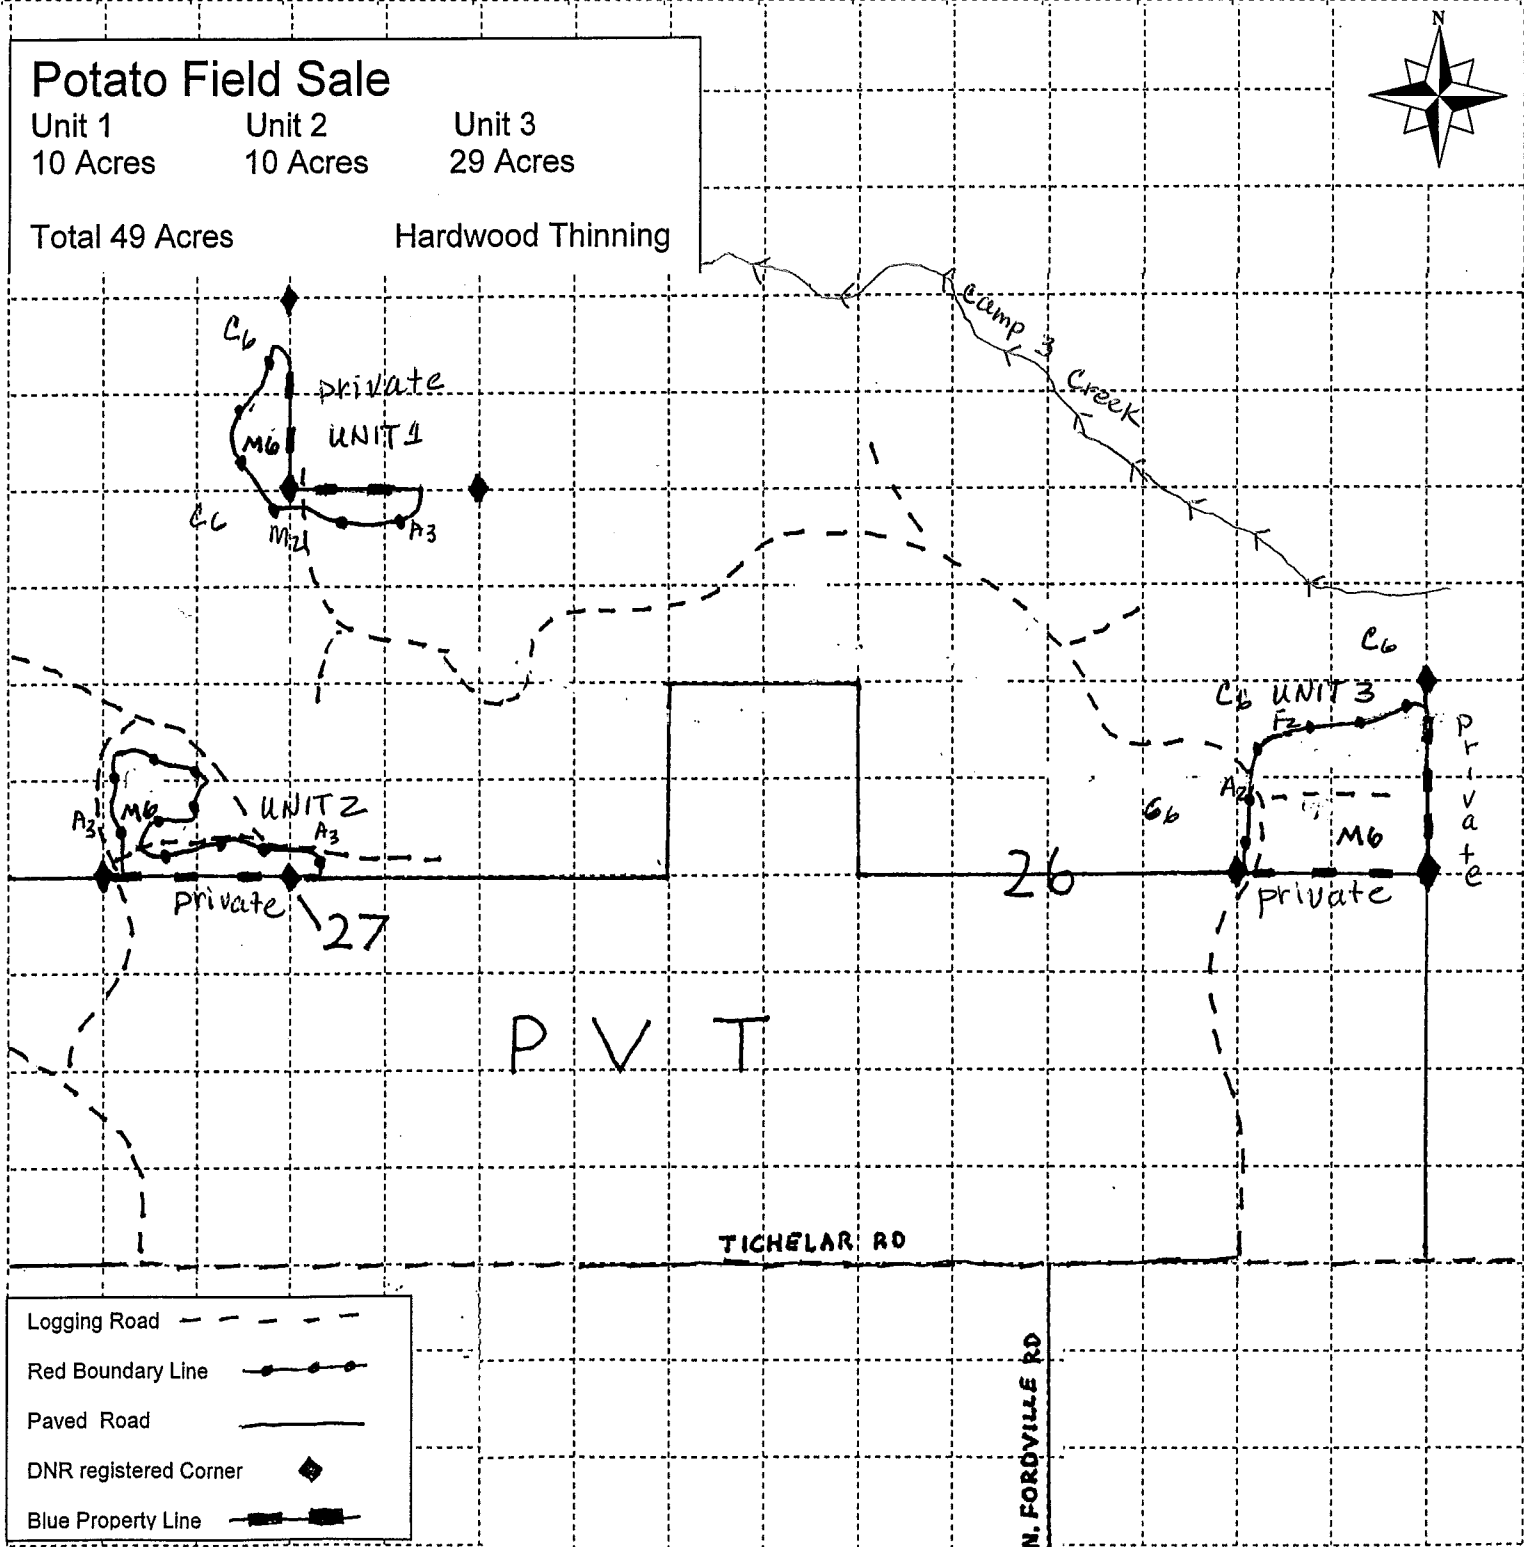 N
Potato Field Sale
Unit 1 Unit 2 Unit 3
10 Acres 10 Acres 29 Acres
Total 49 Acres Hardwood Thinning
Camp 3 Creek
C6
private
M6 UNIT 1
C6
M2
A3
C6
C6 UNIT 3
F2
private
A2
M6
private
UNIT 2
A3 M6
A3
private
27
26
P V T
TICHELAR RD
N. FORDVILLE RD
Logging Road
Red Boundary Line
Paved Road
DNR registered Corner
Blue Property Line